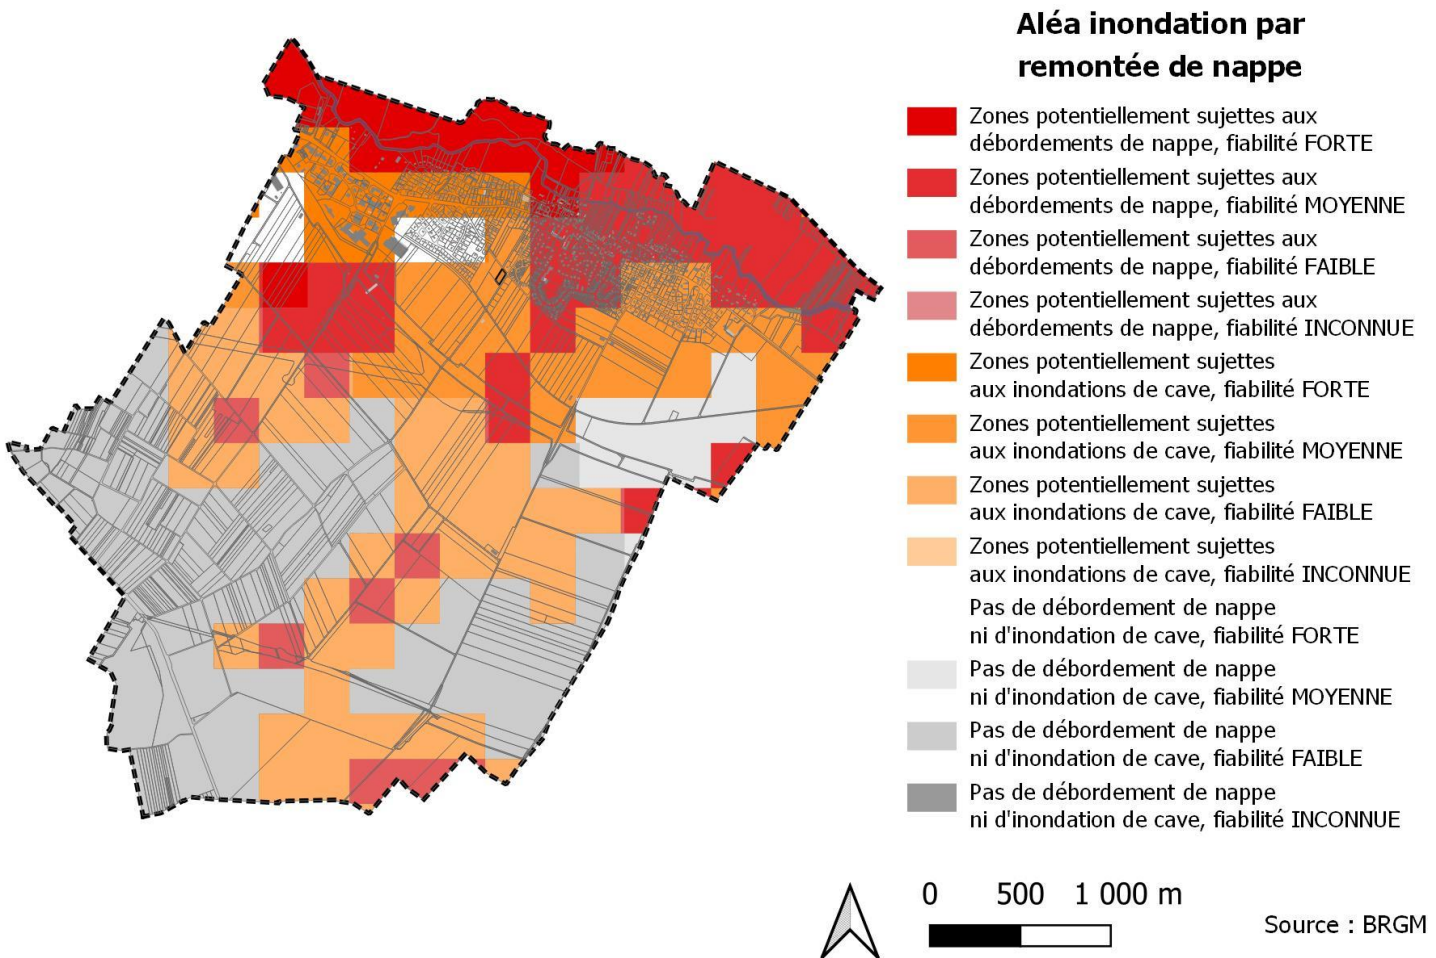 Aléa inondation par
remontée de nappe
Zones potentiellement sujettes aux
débordements de nappe, fiabilité FORTE
Zones potentiellement sujettes aux
débordements de nappe, fiabilité MOYENNE
Zones potentiellement sujettes aux
débordements de nappe, fiabilité FAIBLE
Zones potentiellement sujettes aux
débordements de nappe, fiabilité INCONNUE
Zones potentiellement sujettes
aux inondations de cave, fiabilité FORTE
Zones potentiellement sujettes
aux inondations de cave, fiabilité MOYENNE
Zones potentiellement sujettes
aux inondations de cave, fiabilité FAIBLE
Zones potentiellement sujettes
aux inondations de cave, fiabilité INCONNUE
Pas de débordement de nappe
ni d'inondation de cave, fiabilité FORTE
Pas de débordement de nappe
ni d'inondation de cave, fiabilité MOYENNE
Pas de débordement de nappe
ni d'inondation de cave, fiabilité FAIBLE
Pas de débordement de nappe
ni d'inondation de cave, fiabilité INCONNUE
0 500 1 000 m
Source : BRGM